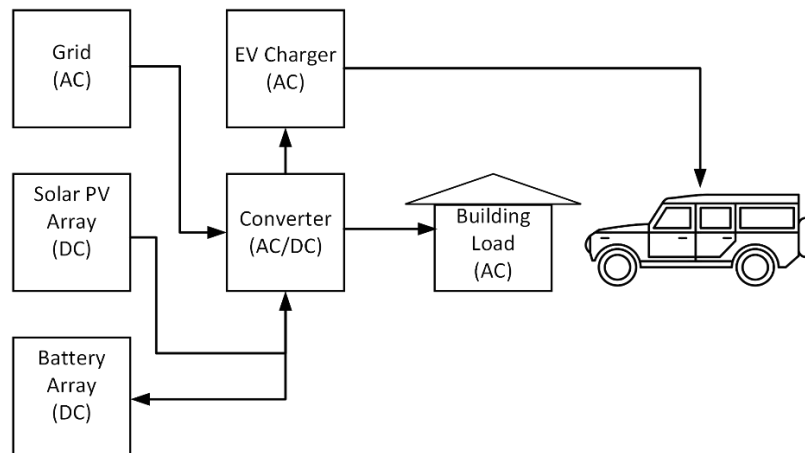 Grid
(AC)
EV Charger
(AC)
Solar PV
Array
(DC)
Converter
(AC/DC)
Building
Load
(AC)
Battery
Array
(DC)